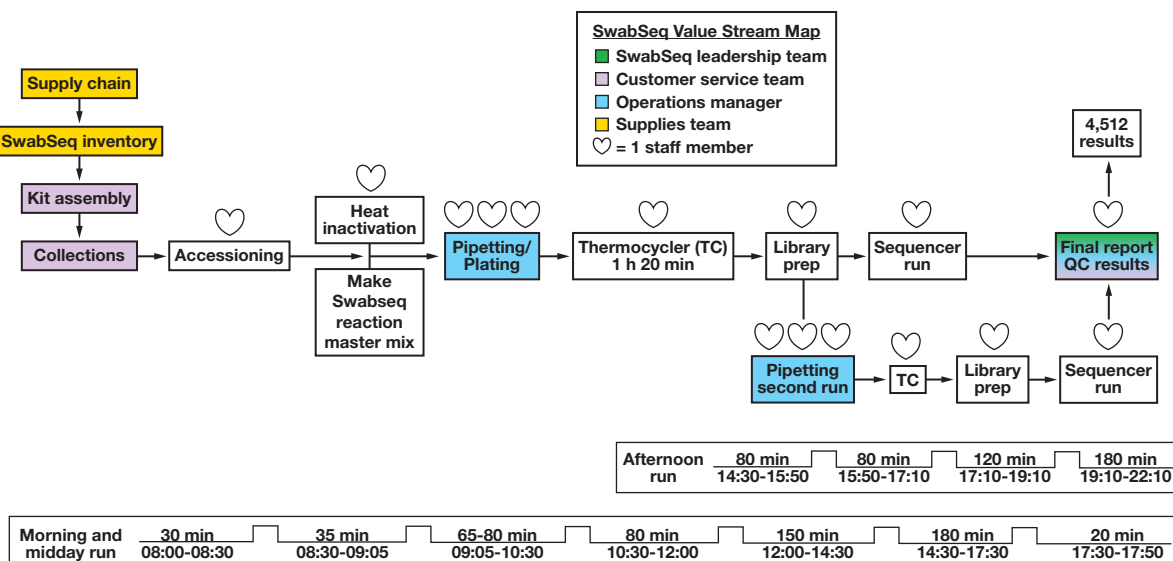 SwabSeq Value Stream Map
SwabSeq leadership team
Customer service team
Operations manager
Supplies team
= 1 staff member
Supply chain
SwabSeq inventory
Kit assembly
Collections
Accessioning
Heat
inactivation
Make
Swabseq
reaction
master mix
Pipetting/
Plating
Thermocycler (TC)
1 h 20 min
Library
prep
Sequencer
run
4,512
results
Final report
QC results
Pipetting
second run
TC
Library
prep
Sequencer
run
Afternoon
run
80 min
14:30-15:50
80 min
15:50-17:10
120 min
17:10-19:10
180 min
19:10-22:10
Morning and
midday run
30 min
08:00-08:30
35 min
08:30-09:05
65-80 min
09:05-10:30
80 min
10:30-12:00
150 min
12:00-14:30
180 min
14:30-17:30
20 min
17:30-17:50